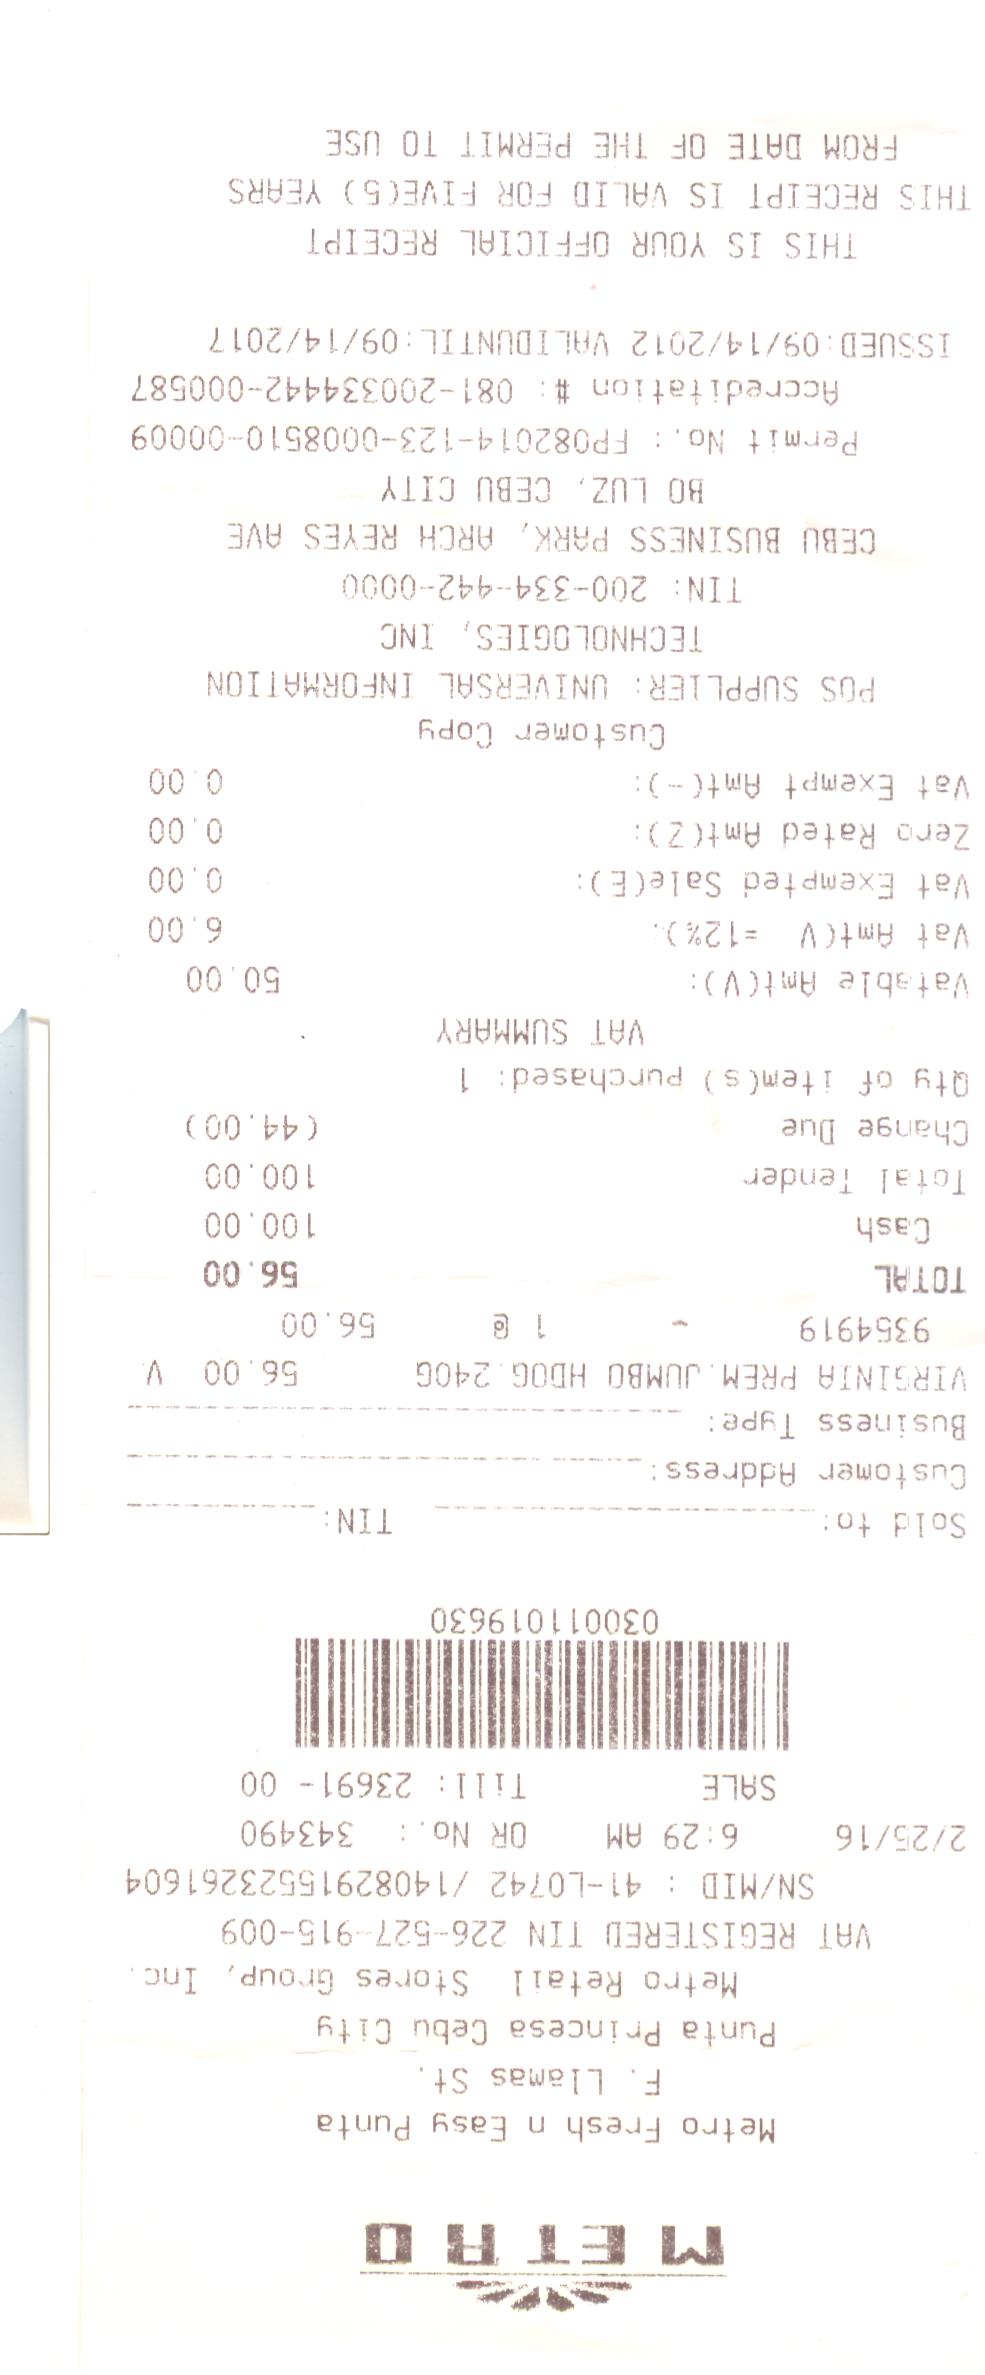 METRO
Metro Fresh n Easy Punta
F. Llamas St.
Punta Princesa Cebu City
Metro Retail Stores Group, Inc.
VAT REGISTERED TIN 226-527-915-009
SN/MID : 41-L0742 /14082915523261604
2/25/16 6:29 AM OR No.: 343490
SALE Till: 23691- 00
030011019630
Sold to: TIN:
Customer Address:
Business Type:
VIRGINIA PREM.JUMBO HDOG.240G 56.00 V
9354919 - 1 @ 56.00
TOTAL 56.00
Cash 100.00
Total Tender 100.00
Change Due (44.00)
Qty of item(s) purchased: 1
VAT SUMMARY
Vatable Amt(V): 50.00
Vat Amt(V =12%): 6.00
Vat Exempted Sale(E): 0.00
Zero Rated Amt(Z): 0.00
Vat Exempt Amt(-): 0.00
Customer Copy
POS SUPPLIER: UNIVERSAL INFORMATION
TECHNOLOGIES, INC
TIN: 200-334-442-0000
CEBU BUSINESS PARK, ARCH REYES AVE
BO LUZ, CEBU CITY
Permit No.: FP082014-123-0008510-00009
Accreditation #: 081-200334442-000587
ISSUED:09/14/2012 VALIDUNTIL:09/14/2017
THIS IS YOUR OFFICIAL RECEIPT
THIS RECEIPT IS VALID FOR FIVE(5) YEARS
FROM DATE OF THE PERMIT TO USE